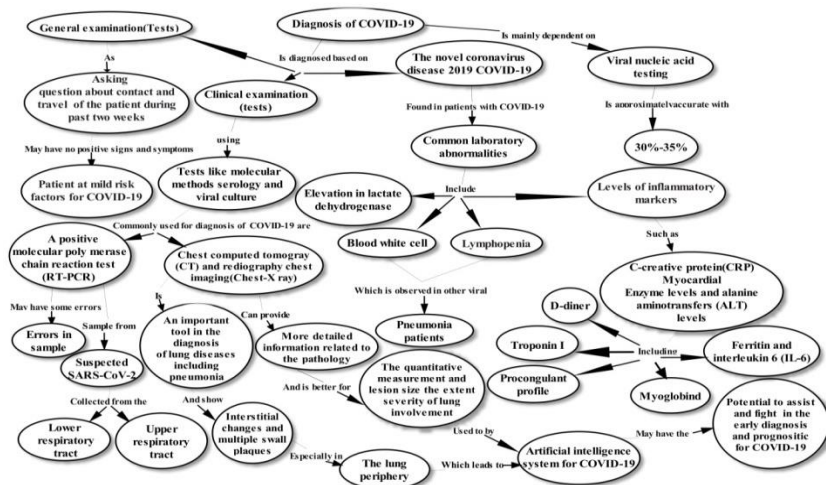 Diagnosis of COVID-19
General examination(Tests)
Is mainly dependent on
Is diagnosed based on
The novel coronavirus
disease 2019 COVID-19
Viral nucleic acid
testing
As
Asking
question about contact and
travel of the patient during
past two weeks
Clinical examination
(tests)
Found in patients with COVID-19
Is aporoximatelyaccurate with
using
Common laboratory
abnormalities
30%-35%
May have no positive signs and symptoms
Patient at mild risk
factors for COVID-19
Tests like molecular
methods serology and
viral culture
Elevation in lactate
dehydrogenase
Include
Levels of inflammatory
markers
Commonly used for diagnosis of COVID-19 are
Blood white cell
Lymphopenia
Such as
A positive
molecular poly merase
chain reaction test
(RT-PCR)
Chest computed tomogray
(CT) and rediography chest
imaging(Chest-X ray)
C-creative protein(CRP)
Myocardial
Enzyme levels and alanine
aminotransfers (ALT)
levels
Which is observed in other viral
May have some errors
Is
Can provide
D-diner
Errors in
sample
Sample from
Suspected
SARS-CoV-2
An important
tool in the
diagnosis
of lung diseases
including
pneumonia
More detailed
information related to
the pathology
Pneumonia
patients
Troponin I
Including
Ferritin and
interleukin 6 (IL-6)
Procongulant
profile
Myoglobind
And is better for
The quantitative
measurement and
lesion size the extent
severity of lung
involvement
Collected from the
And show
Lower
respiratory
tract
Upper
respiratory
tract
Interstitial
changes and
multiple swall
plaques
Used to by
May have the
Potential to assist
and fight in the
early diagnosis
and prognositic
for COVID-19
Especially in
The lung
periphery
Which leads to
Artificial intelligence
system for COVID-19